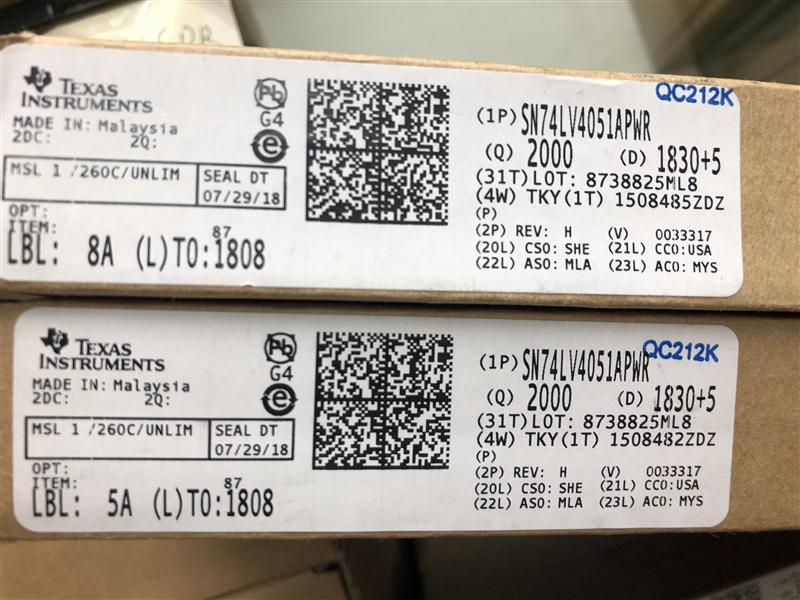 TEXAS
INSTRUMENTS
MADE IN: Malaysia
2DC: 2Q:
MSL 1 /260C/UNLIM
SEAL DT
07/29/18
OPT:
ITEM: 87
LBL: 8A (L)TO:1808
Pb
G4
e
QC212K
(1P) SN74LV4051APWR
(Q) 2000 (D) 1830+5
(31T) LOT: 8738825ML8
(4W) TKY(1T) 1508485ZDZ
(P)
(2P) REV: H (V) 0033317
(20L) CSO: SHE (21L) CCO:USA
(22L) ASO: MLA (23L) ACO: MYS
TEXAS
INSTRUMENTS
MADE IN: Malaysia
2DC: 2Q:
MSL 1 /260C/UNLIM
SEAL DT
07/29/18
OPT:
ITEM: 87
LBL: 5A (L)TO:1808
Pb
G4
e
QC212K
(1P) SN74LV4051APWR
(Q) 2000 (D) 1830+5
(31T) LOT: 8738825ML8
(4W) TKY(1T) 1508482ZDZ
(P)
(2P) REV: H (V) 0033317
(20L) CSO: SHE (21L) CCO:USA
(22L) ASO: MLA (23L) ACO: MYS